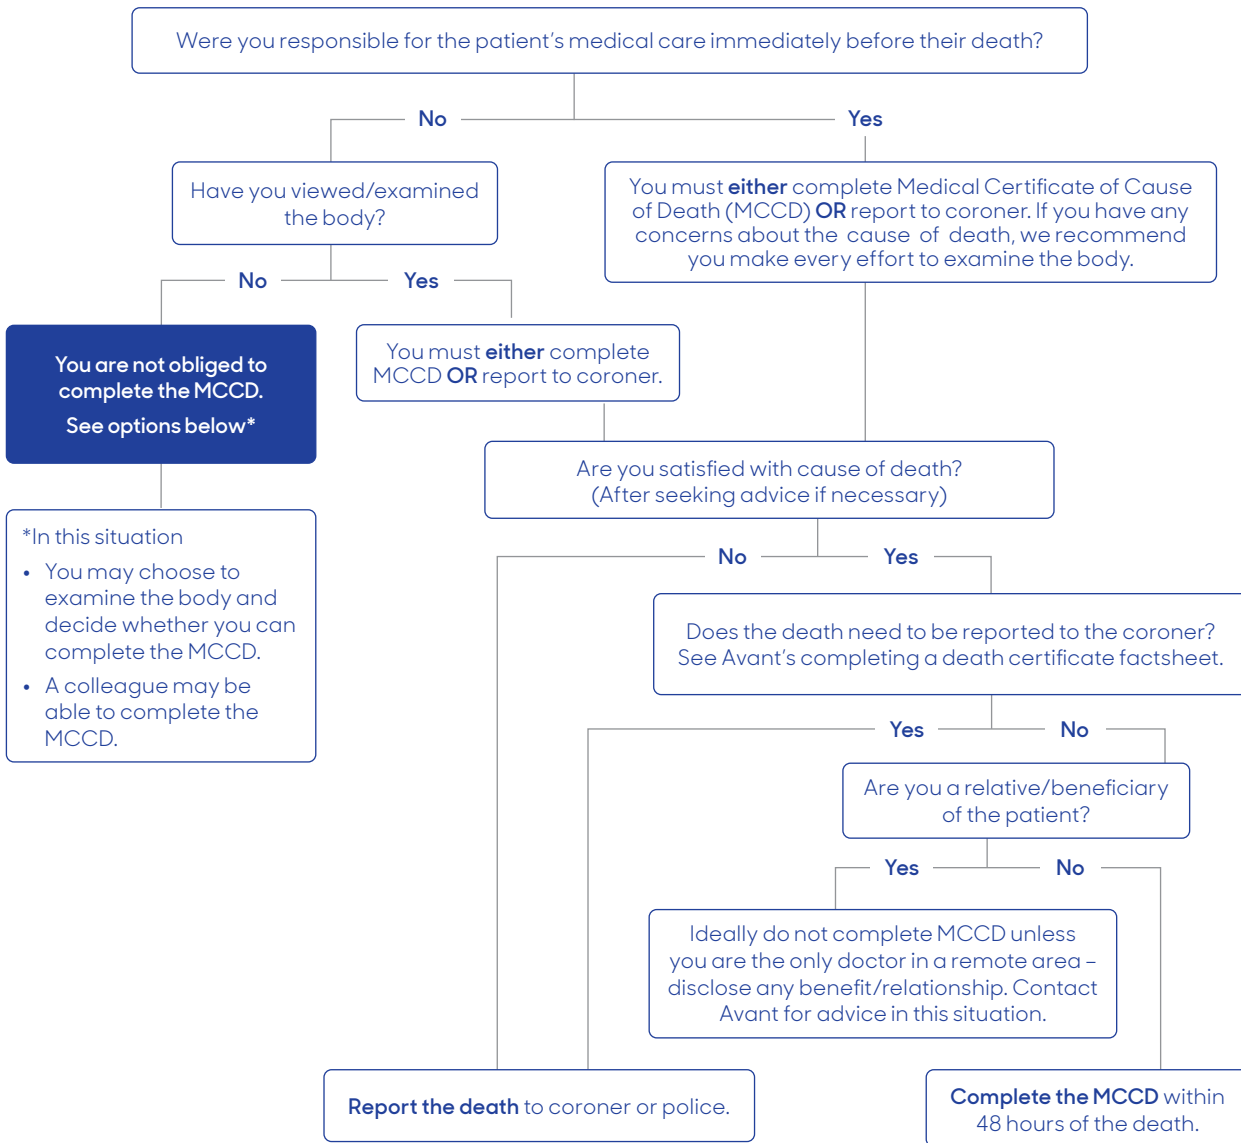 Were you responsible for the patient's medical care immediately before their death?
No
Yes
Have you viewed/examined
the body?
You must either complete Medical Certificate of Cause
of Death (MCCD) OR report to coroner. If you have any
concerns about the cause of death, we recommend
you make every effort to examine the body.
No
Yes
You are not obliged to
complete the MCCD.
See options below*
You must either complete
MCCD OR report to coroner.
Are you satisfied with cause of death?
(After seeking advice if necessary)
*In this situation
• You may choose to
examine the body and
decide whether you can
complete the MCCD.
• A colleague may be
able to complete the
MCCD.
No
Yes
Does the death need to be reported to the coroner?
See Avant's completing a death certificate factsheet.
Yes
No
Are you a relative/beneficiary
of the patient?
Yes
No
Ideally do not complete MCCD unless
you are the only doctor in a remote area –
disclose any benefit/relationship. Contact
Avant for advice in this situation.
Report the death to coroner or police.
Complete the MCCD within
48 hours of the death.